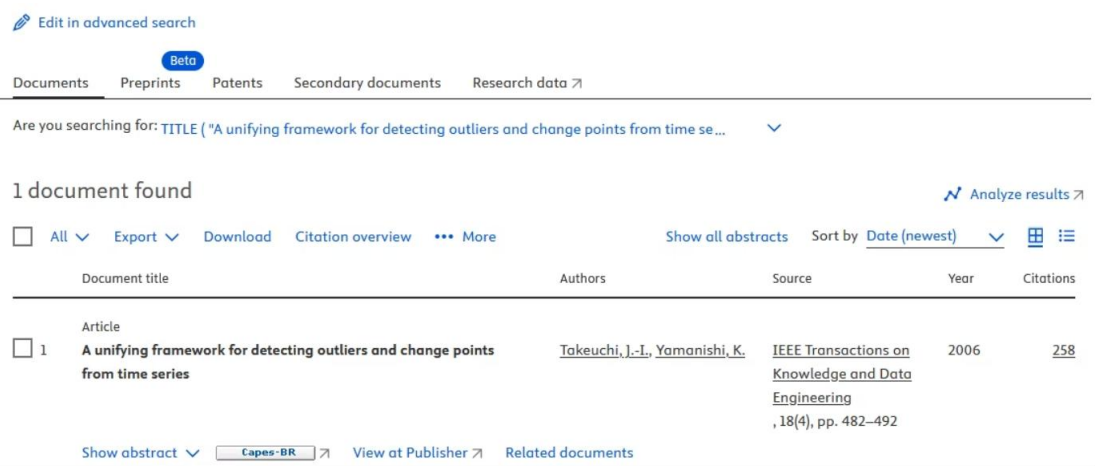 Edit in advanced search
Beta
Documents Preprints Patents Secondary documents Research data
Are you searching for: TITLE ( "A unifying framework for detecting outliers and change points from time se...
1 document found
Analyze results
All Export Download Citation overview ••• More Show all abstracts Sort by Date (newest)
Document title Authors Source Year Citations
Article
1 A unifying framework for detecting outliers and change points Takeuchi, J.-I., Yamanishi, K. IEEE Transactions on 2006 258
from time series Knowledge and Data
Engineering
, 18(4), pp. 482–492
Show abstract Capes-BR View at Publisher Related documents